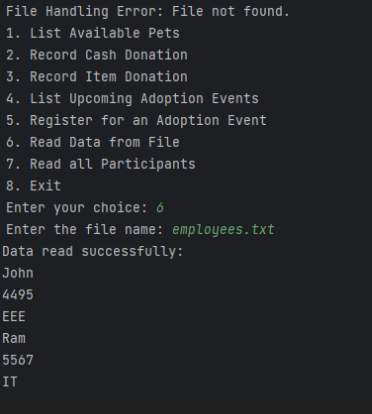 File Handling Error: File not found.
1. List Available Pets
2. Record Cash Donation
3. Record Item Donation
4. List Upcoming Adoption Events
5. Register for an Adoption Event
6. Read Data from File
7. Read all Participants
8. Exit
Enter your choice: 6
Enter the file name: employees.txt
Data read successfully:
John
4495
EEE
Ram
5567
IT